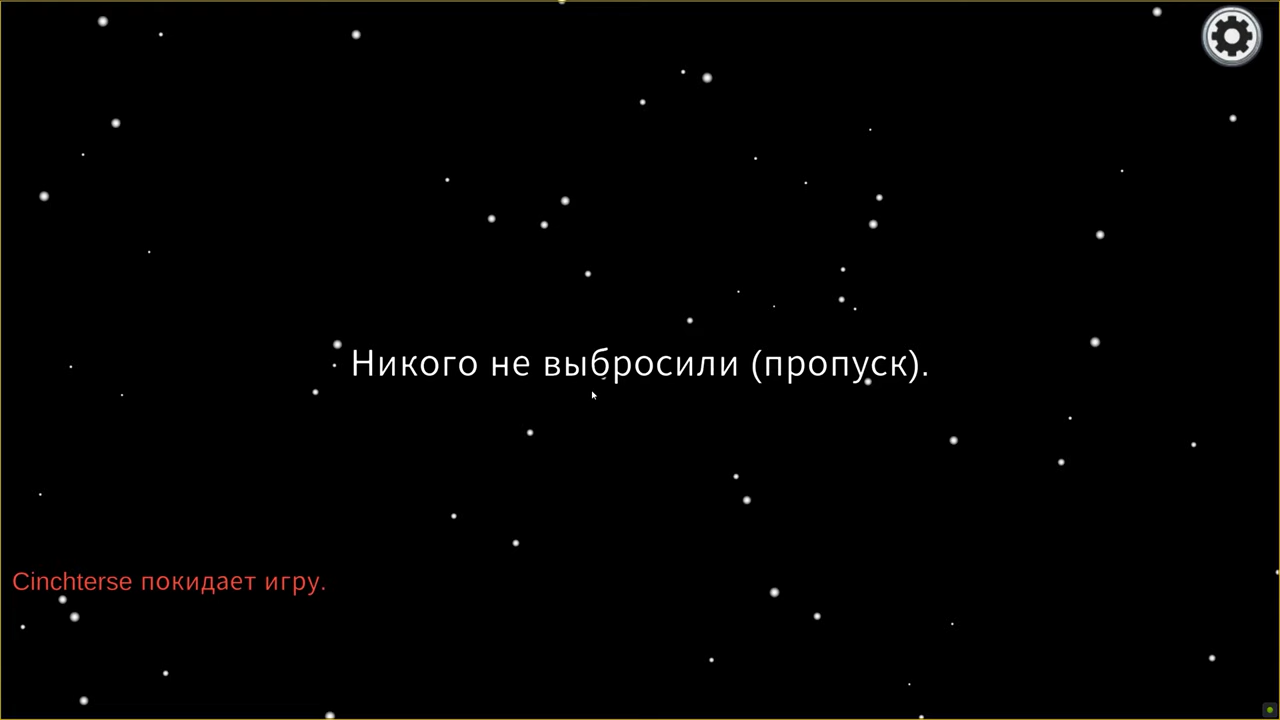 Никого не выбросили (пропуск).
Cinchterse покидает игру.